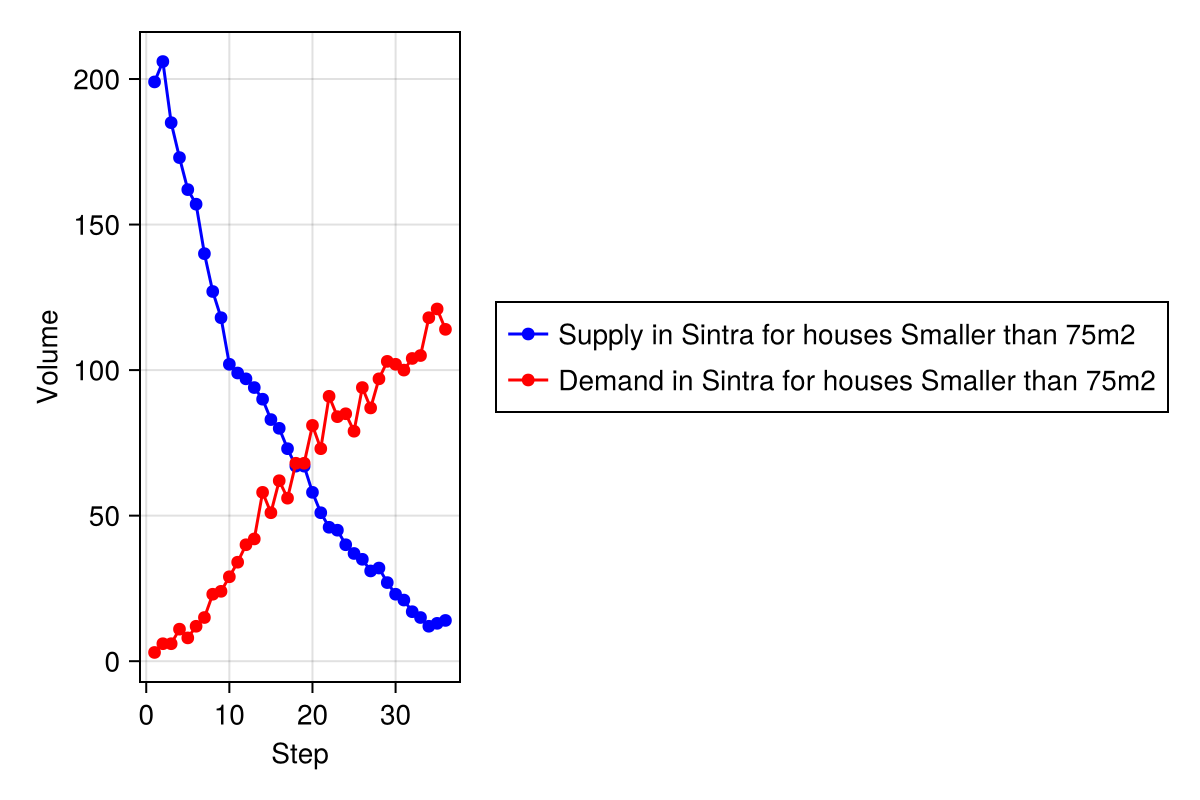 200
150
100
50
0
Volume
0 10 20 30
Step
Supply in Sintra for houses Smaller than 75m2
Demand in Sintra for houses Smaller than 75m2